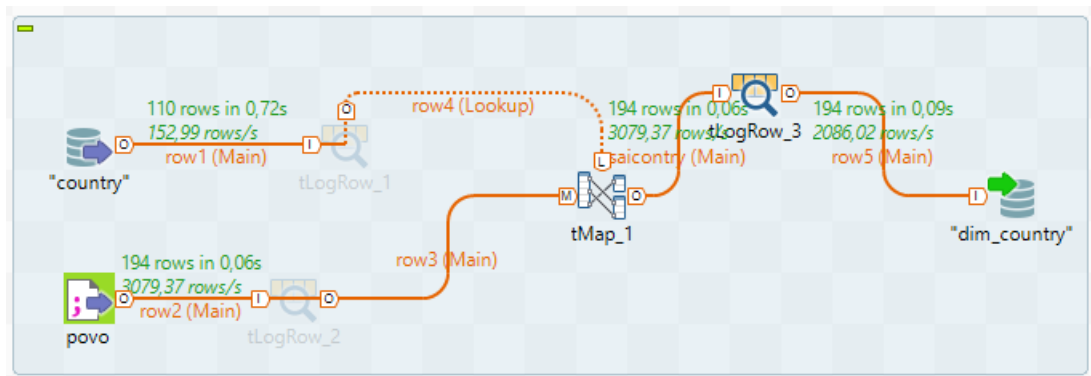 110 rows in 0,72s
152,99 rows/s
row1 (Main)
"country"
tLogRow_1
row4 (Lookup)
194 rows in 0,06s
3079,37 rows/s
saicontry (Main)
tLogRow_3
194 rows in 0,09s
2086,02 rows/s
row5 (Main)
"dim_country"
tMap_1
194 rows in 0,06s
3079,37 rows/s
row2 (Main)
povo
tLogRow_2
row3 (Main)
O
I
O
L
I
O
M
O
I
O
I
O